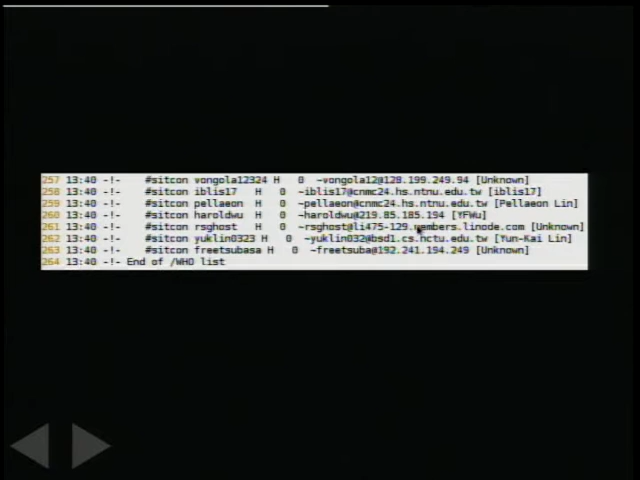 257 13:40 -!- #sitcon vongola12324 H 0 ~vongola12@128.199.249.94 [Unknown]
258 13:40 -!- #sitcon iblis17 H 0 ~iblis17@cnmc24.hs.ntnu.edu.tw [iblis17]
259 13:40 -!- #sitcon pellaeon H 0 ~pellaeon@cnmc24.hs.ntnu.edu.tw [Pellaeon Lin]
260 13:40 -!- #sitcon haroldwu H 0 ~haroldwu@219.85.185.194 [YFWu]
261 13:40 -!- #sitcon rsghost H 0 ~rsghost@li475-129.members.linode.com [Unknown]
262 13:40 -!- #sitcon yuklin0323 H 0 ~yuklin032@bsd1.cs.nctu.edu.tw [Yun-Kai Lin]
263 13:40 -!- #sitcon freetsubasa H 0 ~freetsuba@192.241.194.249 [Unknown]
264 13:40 -!- End of /WHO list